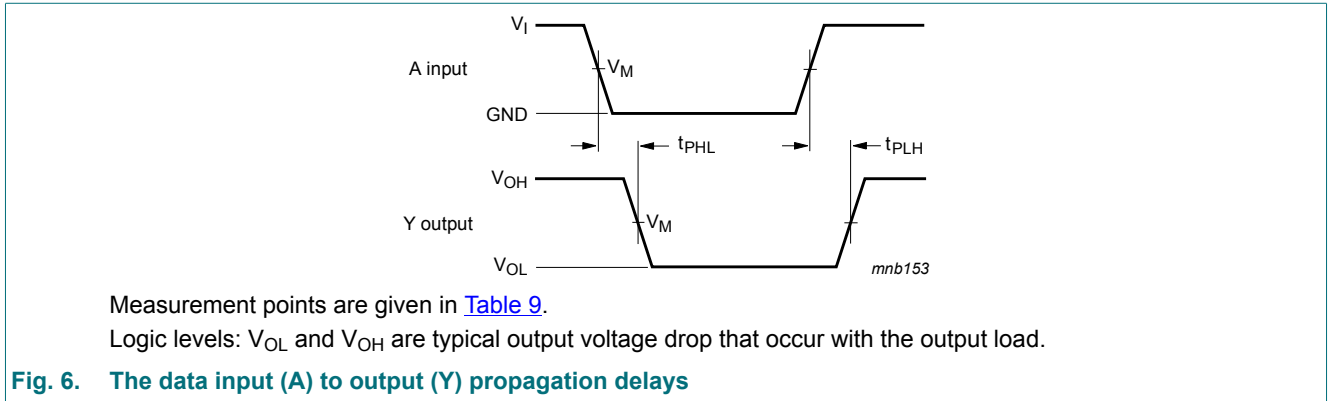 V_I
A input
V_M
GND
t_PHL
t_PLH
V_OH
Y output
V_M
V_OL
mnb153
Measurement points are given in Table 9.
Logic levels: V_OL and V_OH are typical output voltage drop that occur with the output load.
Fig. 6. The data input (A) to output (Y) propagation delays